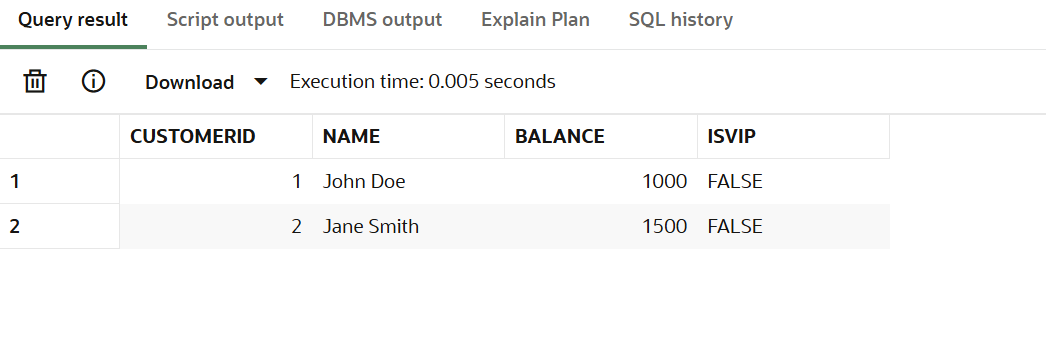 Query result Script output DBMS output Explain Plan SQL history
Download Execution time: 0.005 seconds
CUSTOMERID NAME BALANCE ISVIP
1 1 John Doe 1000 FALSE
2 2 Jane Smith 1500 FALSE